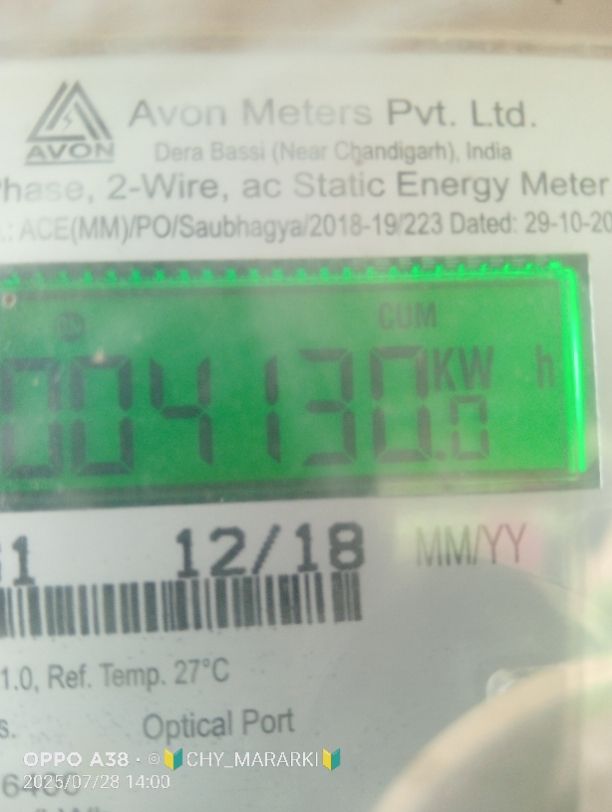 Avon Meters Pvt. Ltd.
AVON
Dera Bassi (Near Chandigarh), India
Phase, 2-Wire, ac Static Energy Meter
.: ACE(MM)/PO/Saubhagya/2018-19/223 Dated: 29-10-20
CUM
004130.0 KW h
1 12/18 MM/YY
1.0, Ref. Temp. 27°C
s. Optical Port
OPPO A38 · © 🔰CHY_MARARKI🔰
2025/07/28 14:00